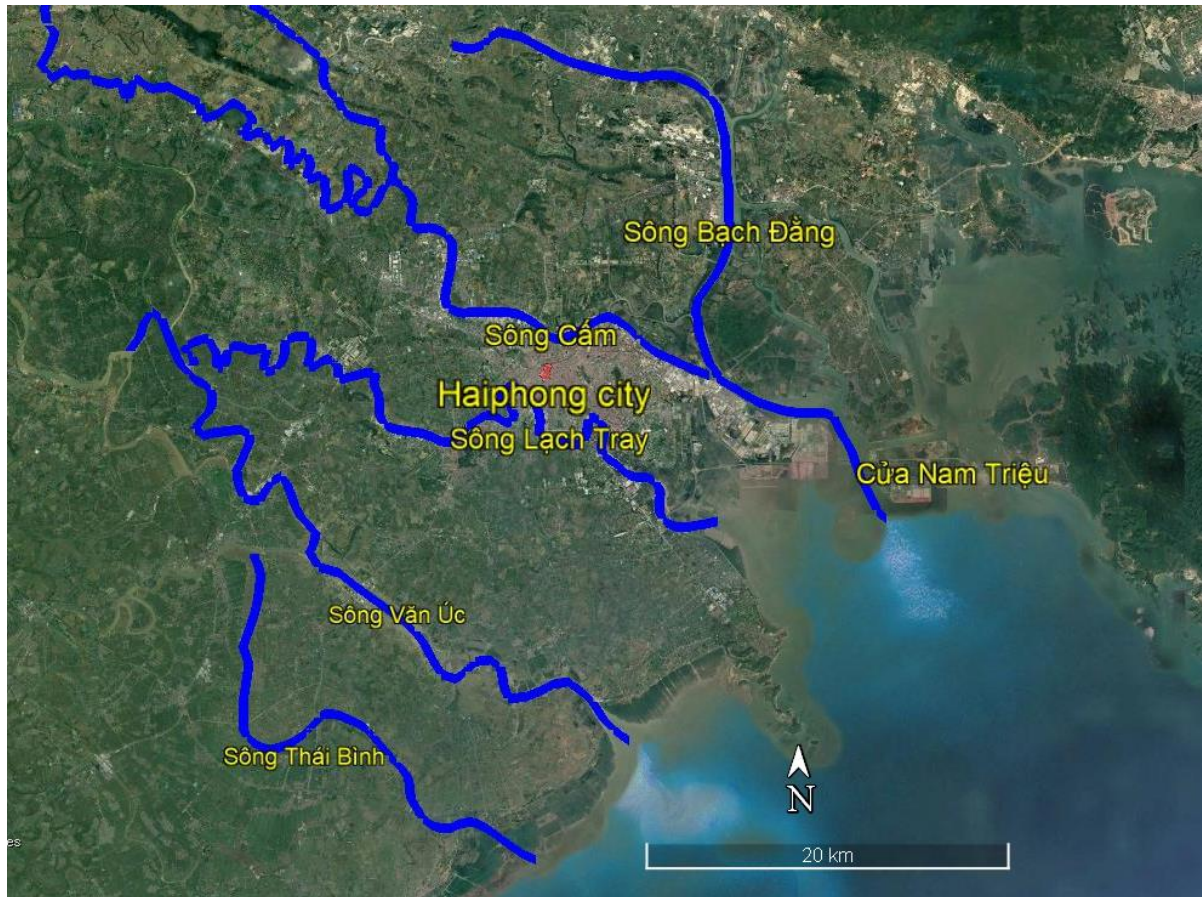 Sông Bạch Đằng
Sông Cấm
Haiphong city
Sông Lạch Tray
Cửa Nam Triệu
Sông Văn Úc
Sông Thái Bình
N
20 km
es